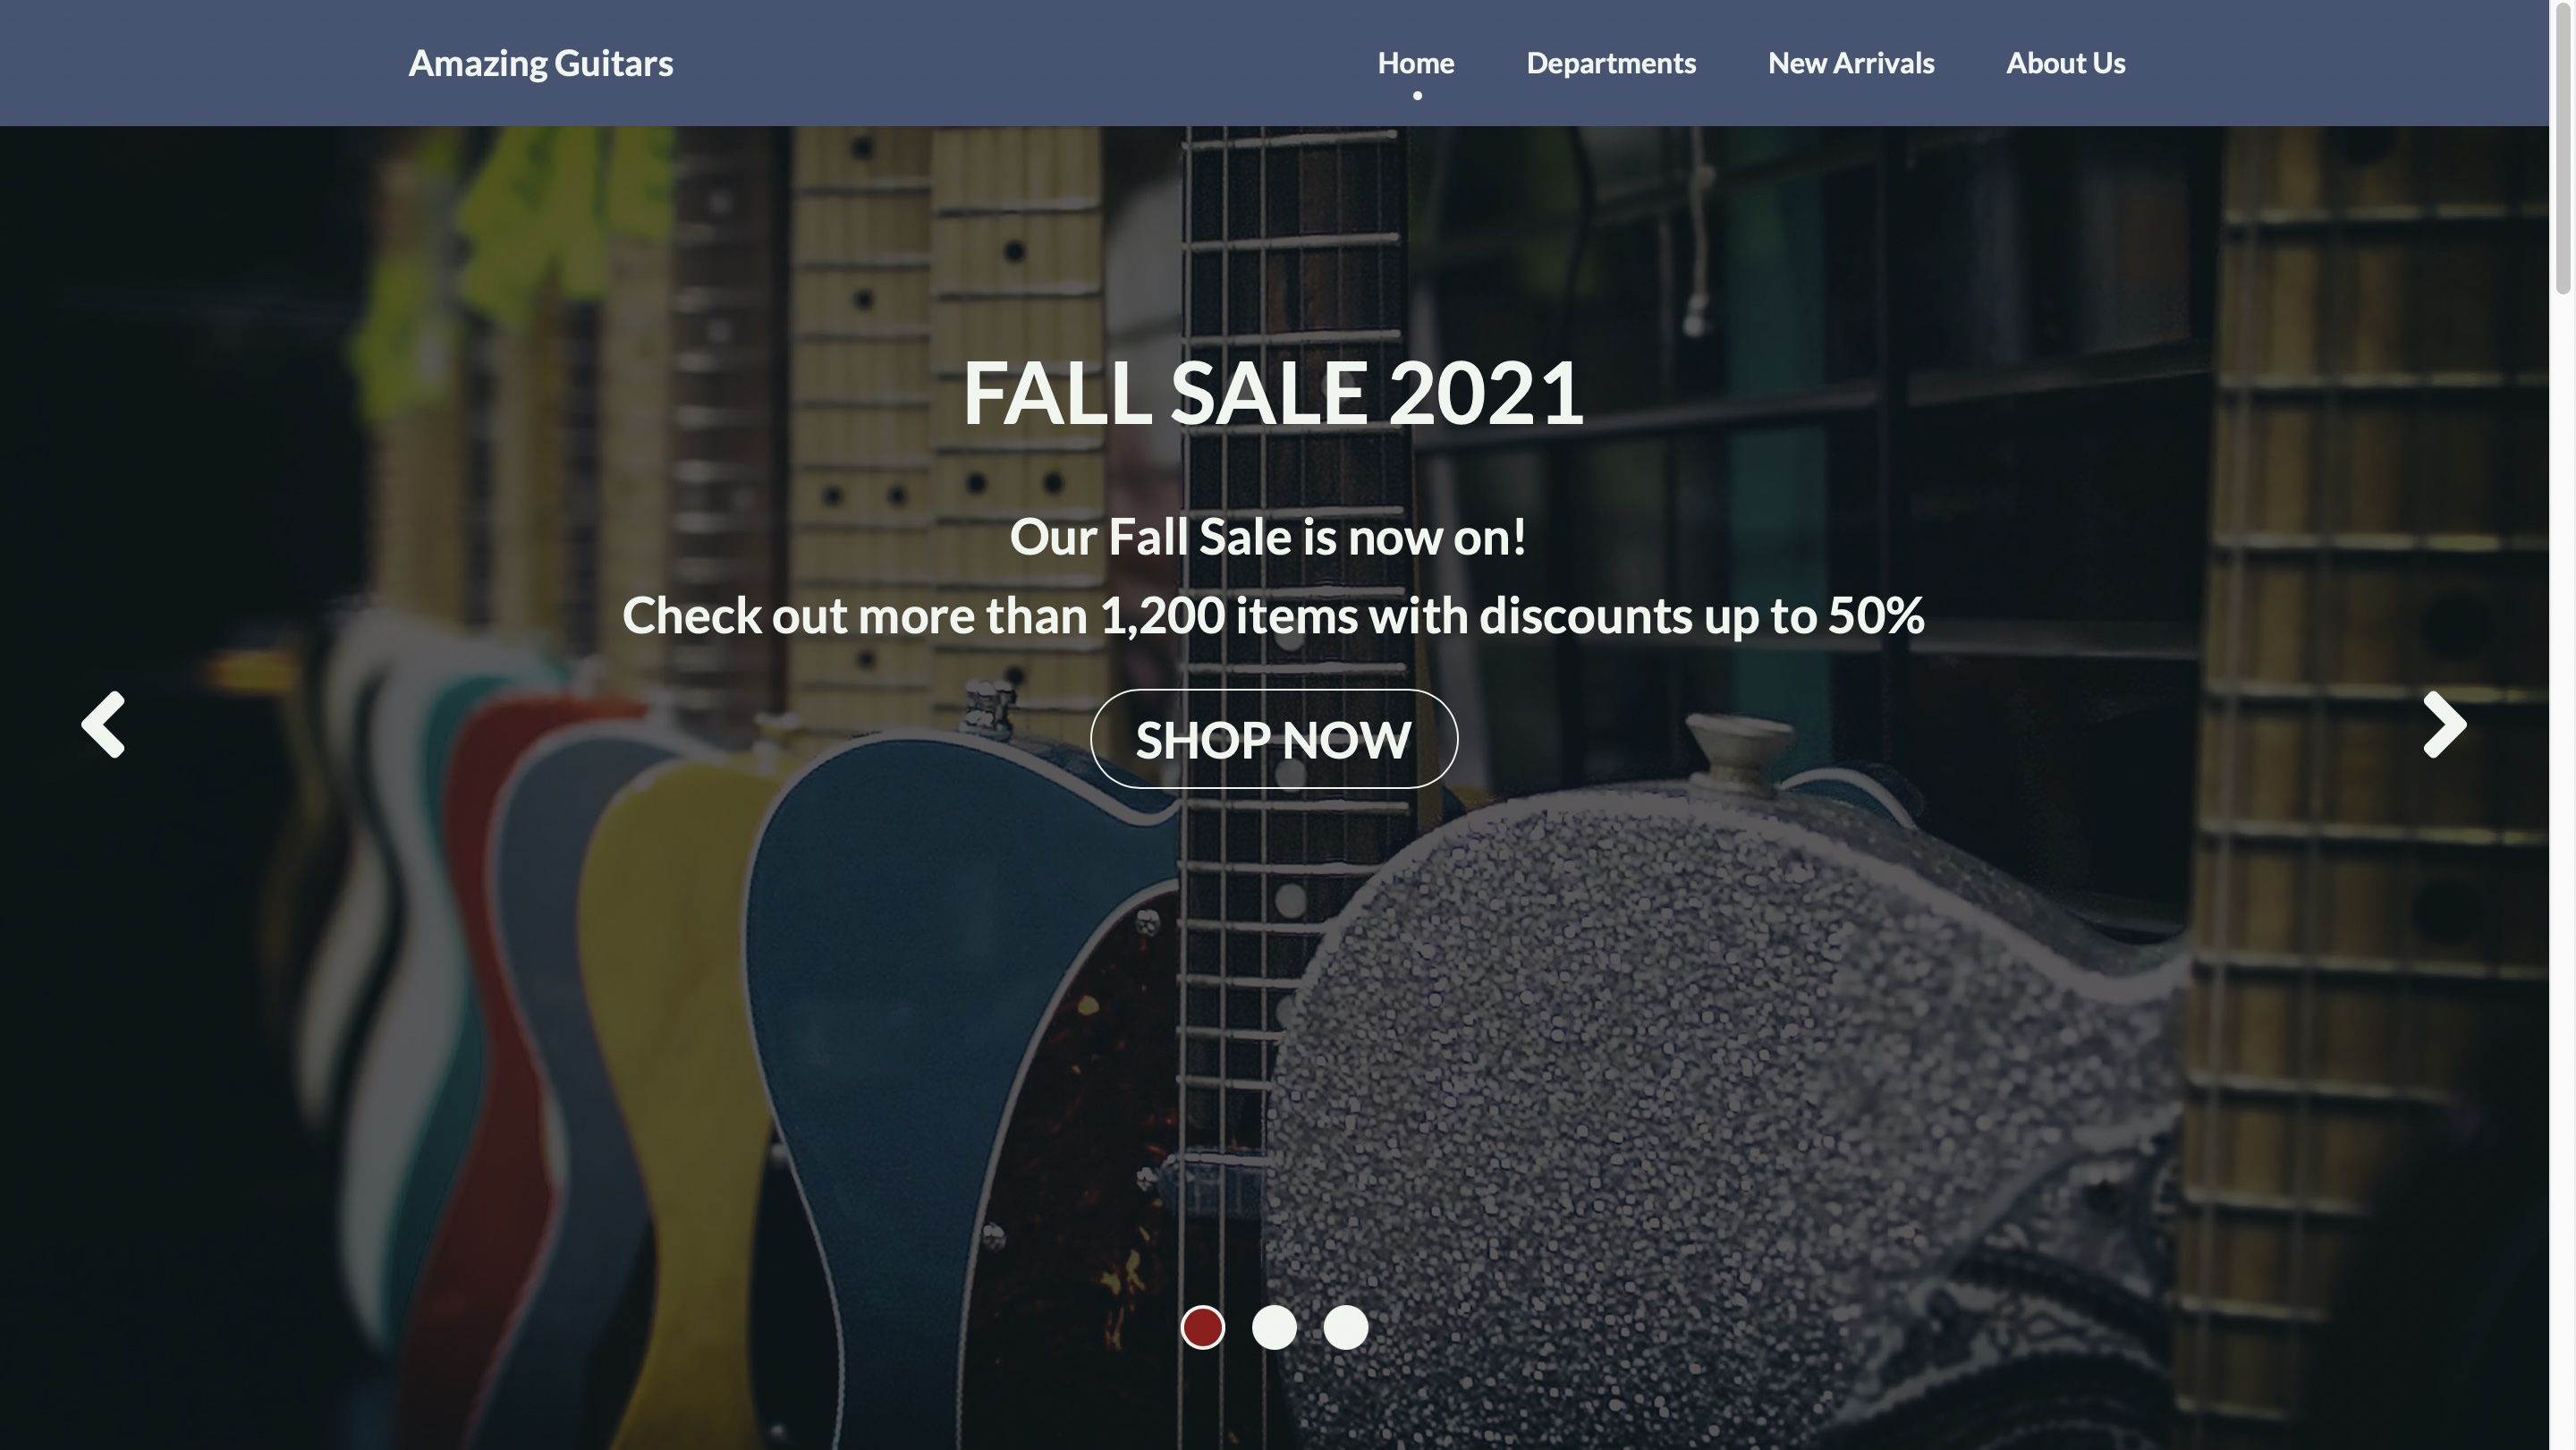 Amazing Guitars
Home
Departments
New Arrivals
About Us
FALL SALE 2021
Our Fall Sale is now on!
Check out more than 1,200 items with discounts up to 50%
SHOP NOW